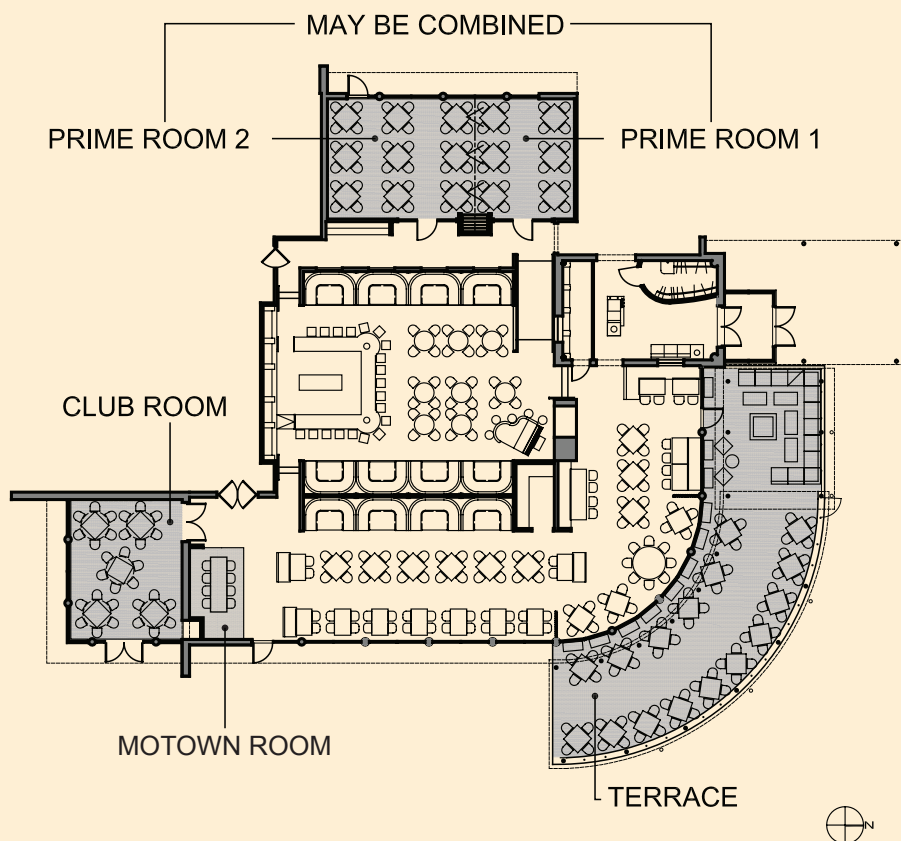 MAY BE COMBINED
PRIME ROOM 2
PRIME ROOM 1
CLUB ROOM
MOTOWN ROOM
TERRACE
N